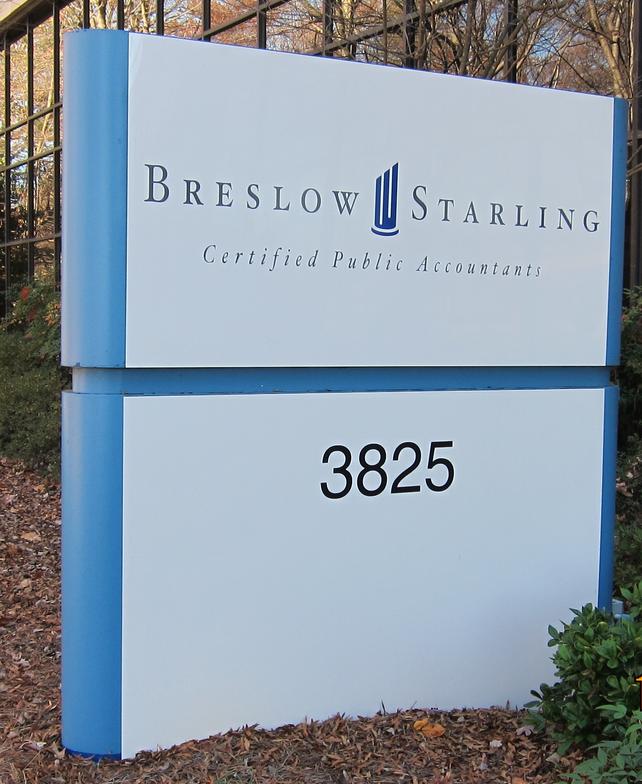 BRESLOW STARLING
Certified Public Accountants
3825